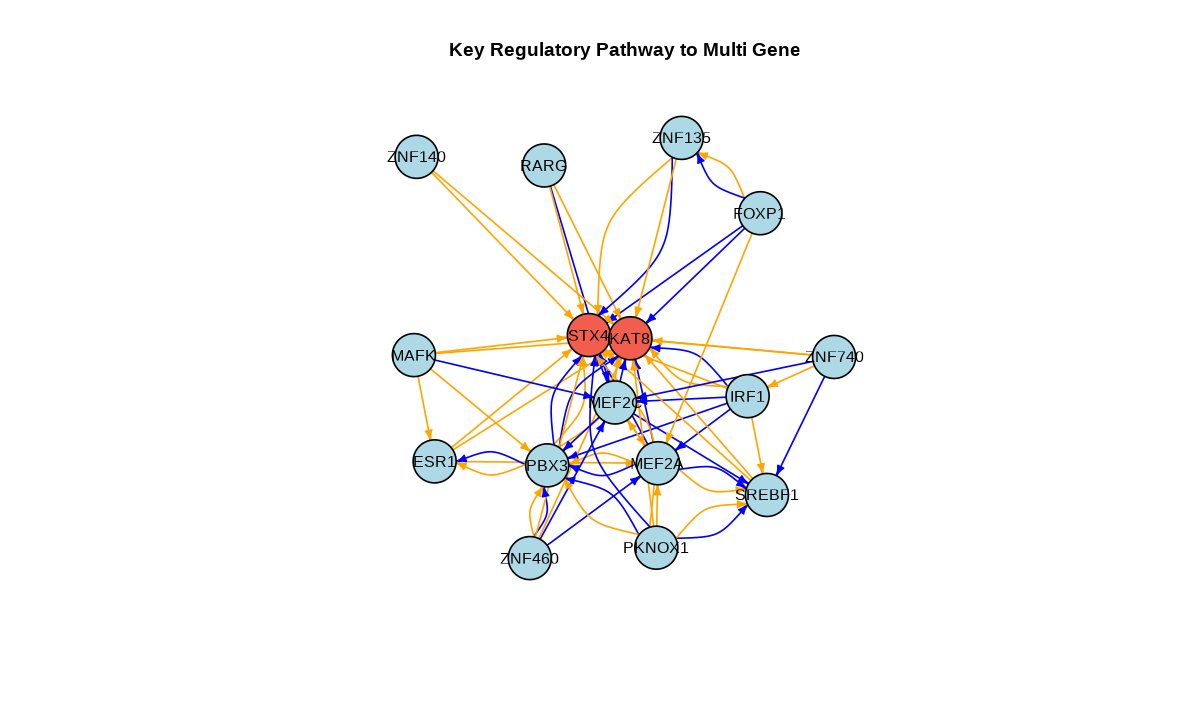 Key Regulatory Pathway to Multi Gene
ZNF135
ZNF140
RARG
FOXP1
STX4
KAT8
MAFK
ZNF740
IRF1
MEF2C
ESR1
PBX3
MEF2A
SREBF1
ZNF460
PKNOX1